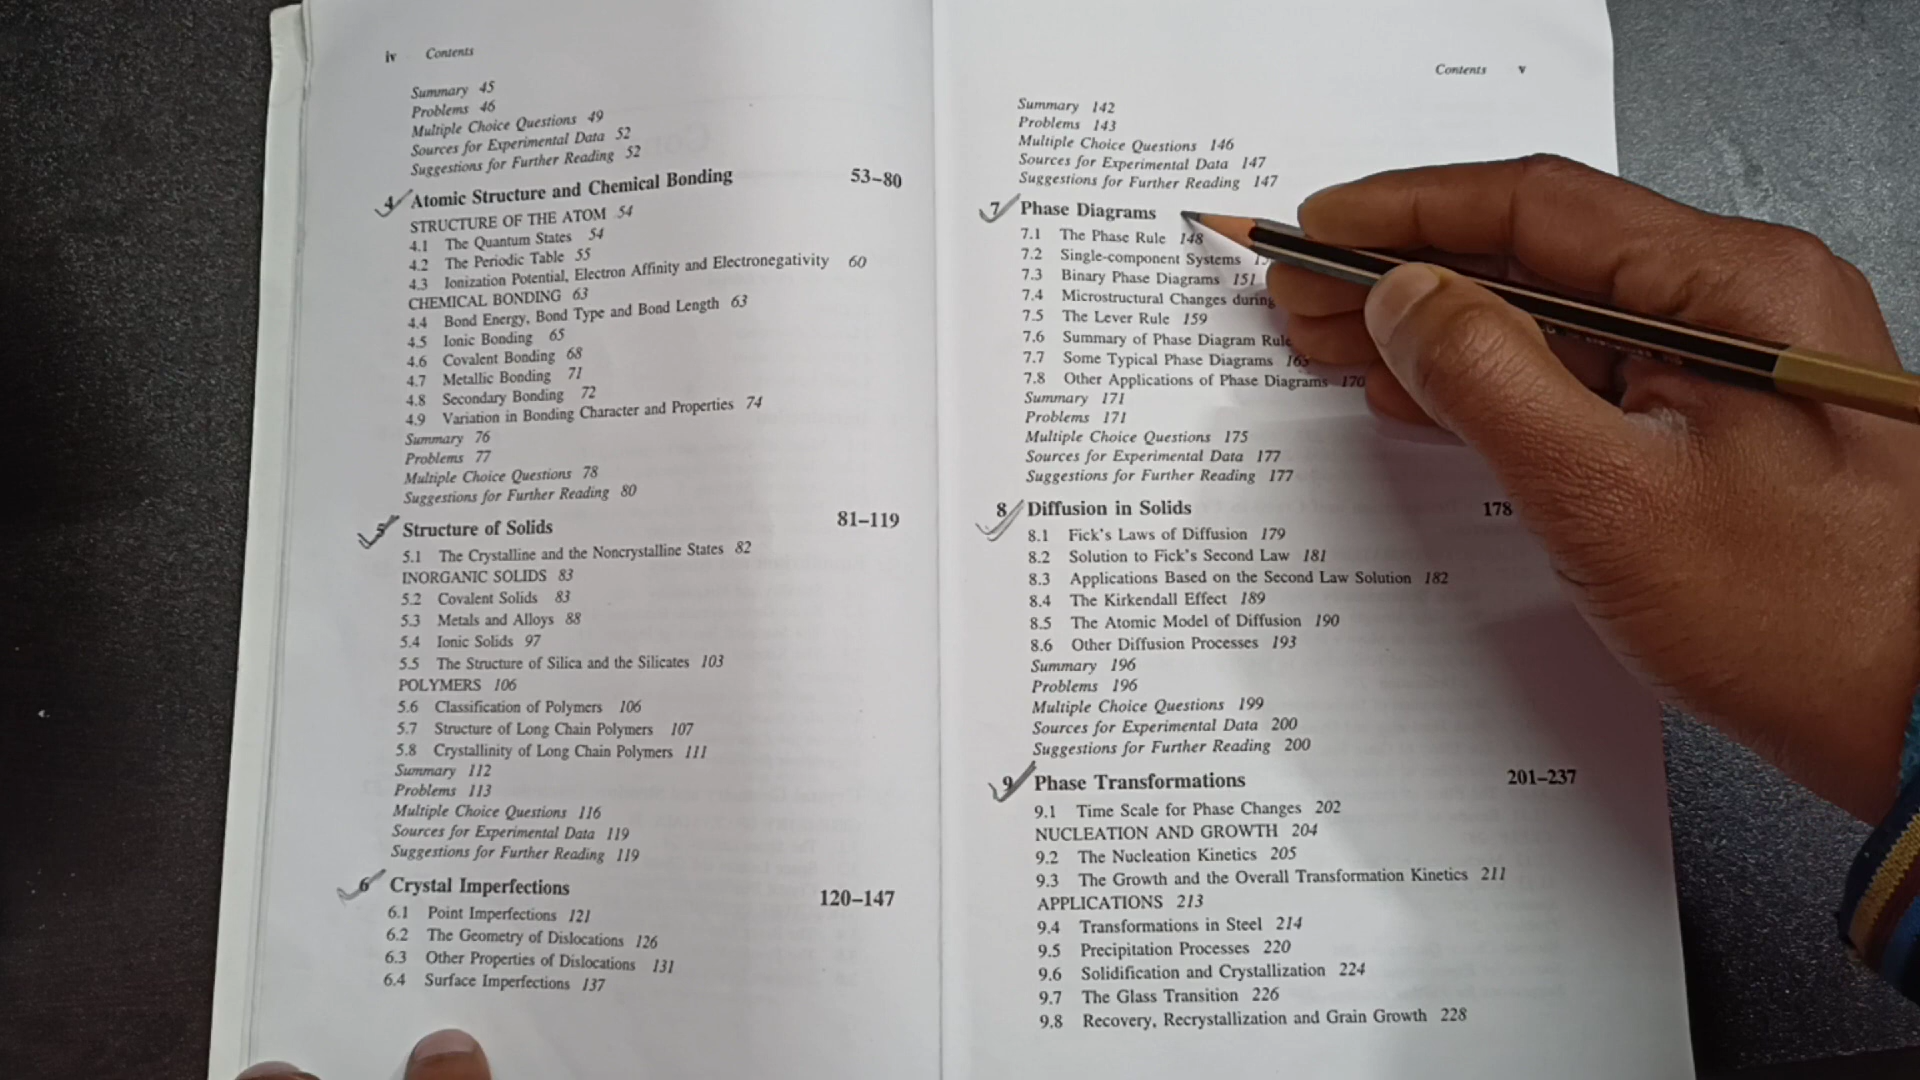 iv Contents
Summary 45
Problems 46
Multiple Choice Questions 49
Sources for Experimental Data 52
Suggestions for Further Reading 52
4 Atomic Structure and Chemical Bonding 53–80
STRUCTURE OF THE ATOM 54
4.1 The Quantum States 54
4.2 The Periodic Table 55
4.3 Ionization Potential, Electron Affinity and Electronegativity 60
CHEMICAL BONDING 63
4.4 Bond Energy, Bond Type and Bond Length 63
4.5 Ionic Bonding 65
4.6 Covalent Bonding 68
4.7 Metallic Bonding 71
4.8 Secondary Bonding 72
4.9 Variation in Bonding Character and Properties 74
Summary 76
Problems 77
Multiple Choice Questions 78
Suggestions for Further Reading 80
5 Structure of Solids 81–119
5.1 The Crystalline and the Noncrystalline States 82
INORGANIC SOLIDS 83
5.2 Covalent Solids 83
5.3 Metals and Alloys 88
5.4 Ionic Solids 97
5.5 The Structure of Silica and the Silicates 103
POLYMERS 106
5.6 Classification of Polymers 106
5.7 Structure of Long Chain Polymers 107
5.8 Crystallinity of Long Chain Polymers 111
Summary 112
Problems 113
Multiple Choice Questions 116
Sources for Experimental Data 119
Suggestions for Further Reading 119
6 Crystal Imperfections 120–147
6.1 Point Imperfections 121
6.2 The Geometry of Dislocations 126
6.3 Other Properties of Dislocations 131
6.4 Surface Imperfections 137
Contents v
Summary 142
Problems 143
Multiple Choice Questions 146
Sources for Experimental Data 147
Suggestions for Further Reading 147
7 Phase Diagrams
7.1 The Phase Rule 148
7.2 Single-component Systems
7.3 Binary Phase Diagrams 151
7.4 Microstructural Changes during
7.5 The Lever Rule 159
7.6 Summary of Phase Diagram
7.7 Some Typical Phase Diagrams 163
7.8 Other Applications of Phase Diagrams 170
Summary 171
Problems 171
Multiple Choice Questions 175
Sources for Experimental Data 177
Suggestions for Further Reading 177
8 Diffusion in Solids 178
8.1 Fick's Laws of Diffusion 179
8.2 Solution to Fick's Second Law 181
8.3 Applications Based on the Second Law Solution 182
8.4 The Kirkendall Effect 189
8.5 The Atomic Model of Diffusion 190
8.6 Other Diffusion Processes 193
Summary 196
Problems 196
Multiple Choice Questions 199
Sources for Experimental Data 200
Suggestions for Further Reading 200
9 Phase Transformations 201–237
9.1 Time Scale for Phase Changes 202
NUCLEATION AND GROWTH 204
9.2 The Nucleation Kinetics 205
9.3 The Growth and the Overall Transformation Kinetics 211
APPLICATIONS 213
9.4 Transformations in Steel 214
9.5 Precipitation Processes 220
9.6 Solidification and Crystallization 224
9.7 The Glass Transition 226
9.8 Recovery, Recrystallization and Grain Growth 228